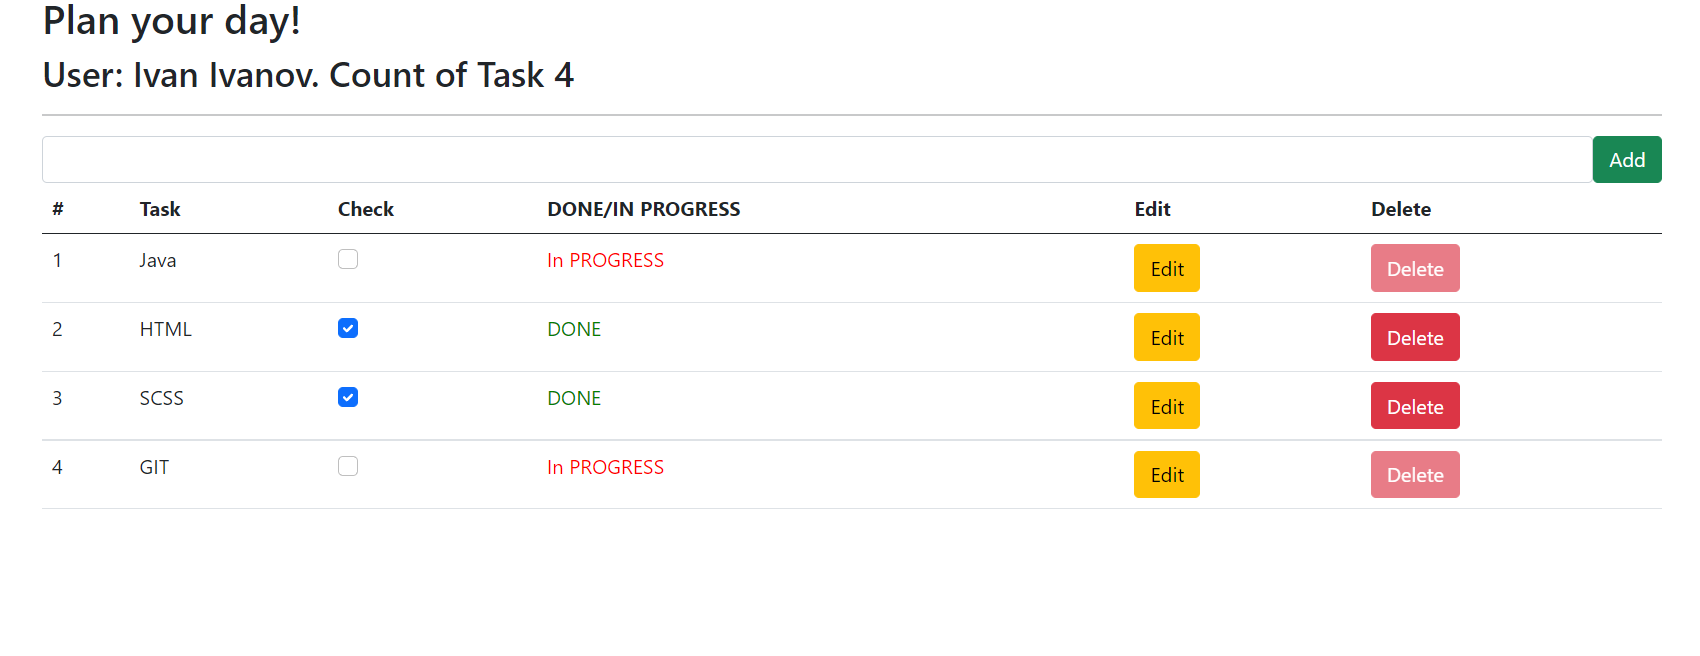 Plan your day!
User: Ivan Ivanov. Count of Task 4
Add
# Task Check DONE/IN PROGRESS Edit Delete
1 Java In PROGRESS Edit Delete
2 HTML DONE Edit Delete
3 SCSS DONE Edit Delete
4 GIT In PROGRESS Edit Delete